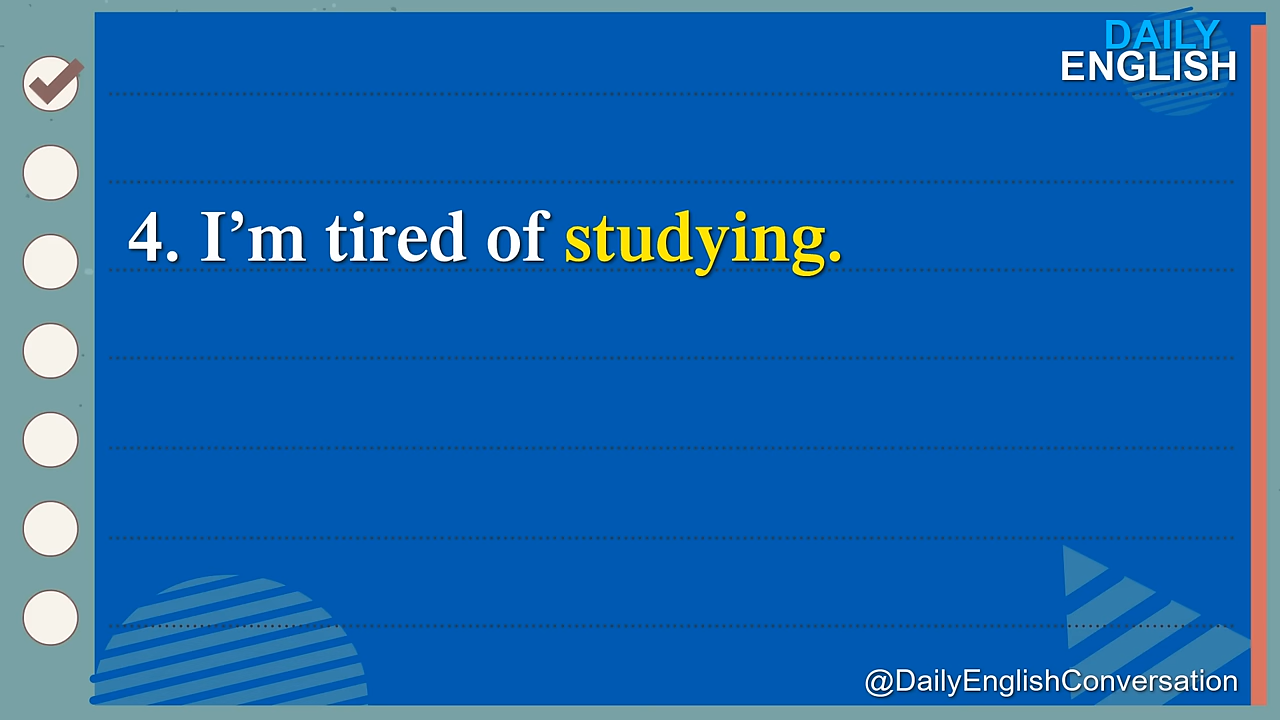 DAILY
ENGLISH
4. I’m tired of studying.
@DailyEnglishConversation